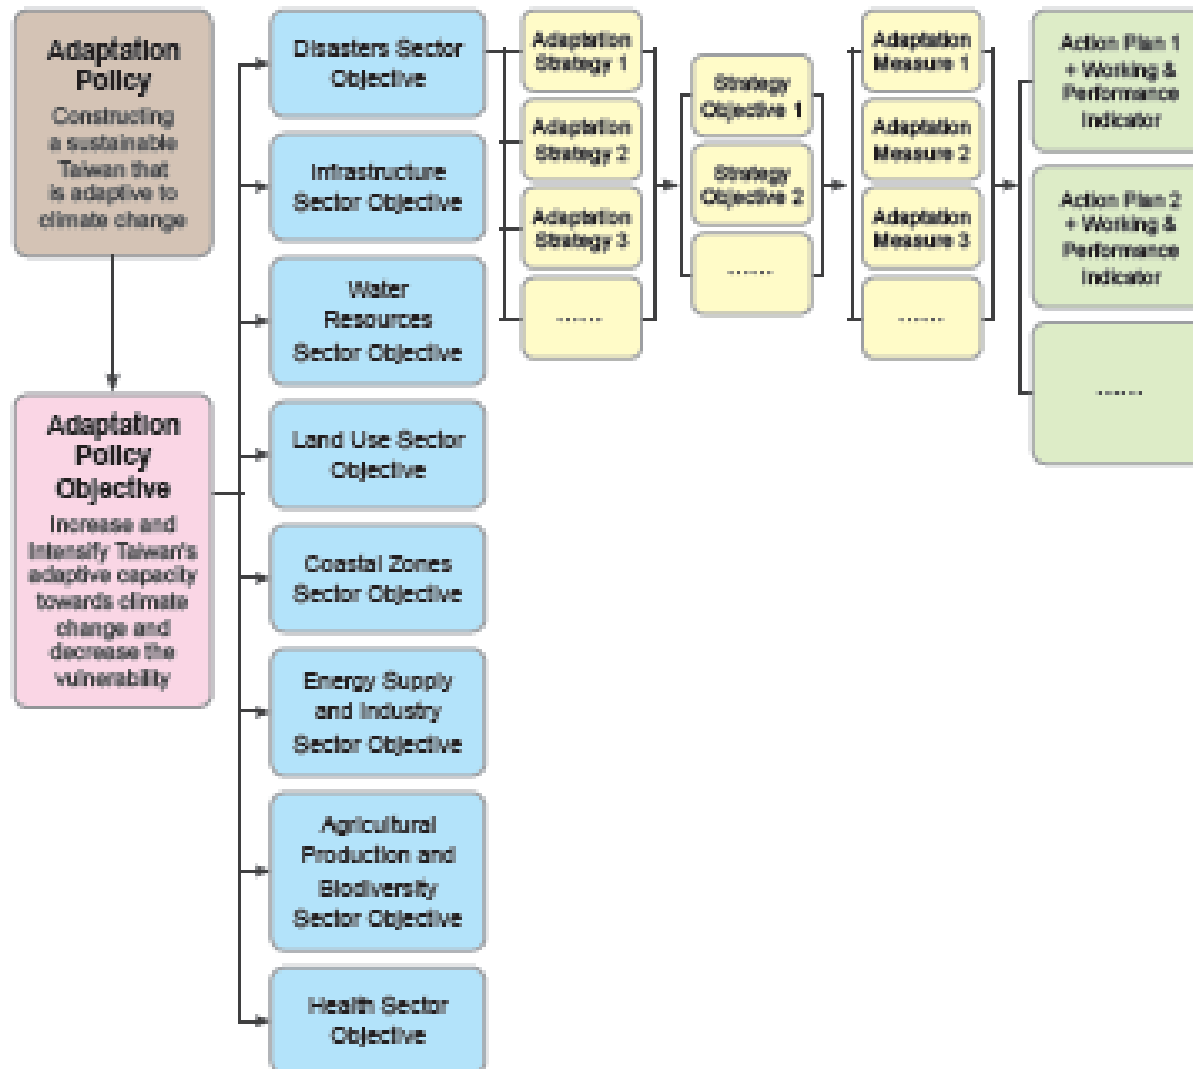 Adaptation
Policy
Constructing
a sustainable
Taiwan that
is adaptive to
climate change
Adaptation
Policy
Objective
Increase and
Intensify Taiwan's
adaptive capacity
towards climate
change and
decrease the
vulnerability
Disasters Sector
Objective
Infrastructure
Sector Objective
Water
Resources
Sector Objective
Land Use Sector
Objective
Coastal Zones
Sector Objective
Energy Supply
and Industry
Sector Objective
Agricultural
Production and
Biodiversity
Sector Objective
Health Sector
Objective
Adaptation
Strategy 1
Adaptation
Strategy 2
Adaptation
Strategy 3
.......
Strategy
Objective 1
Strategy
Objective 2
.......
Adaptation
Measure 1
Adaptation
Measure 2
Adaptation
Measure 3
.......
Action Plan 1
+ Working &
Performance
Indicator
Action Plan 2
+ Working &
Performance
Indicator
.......